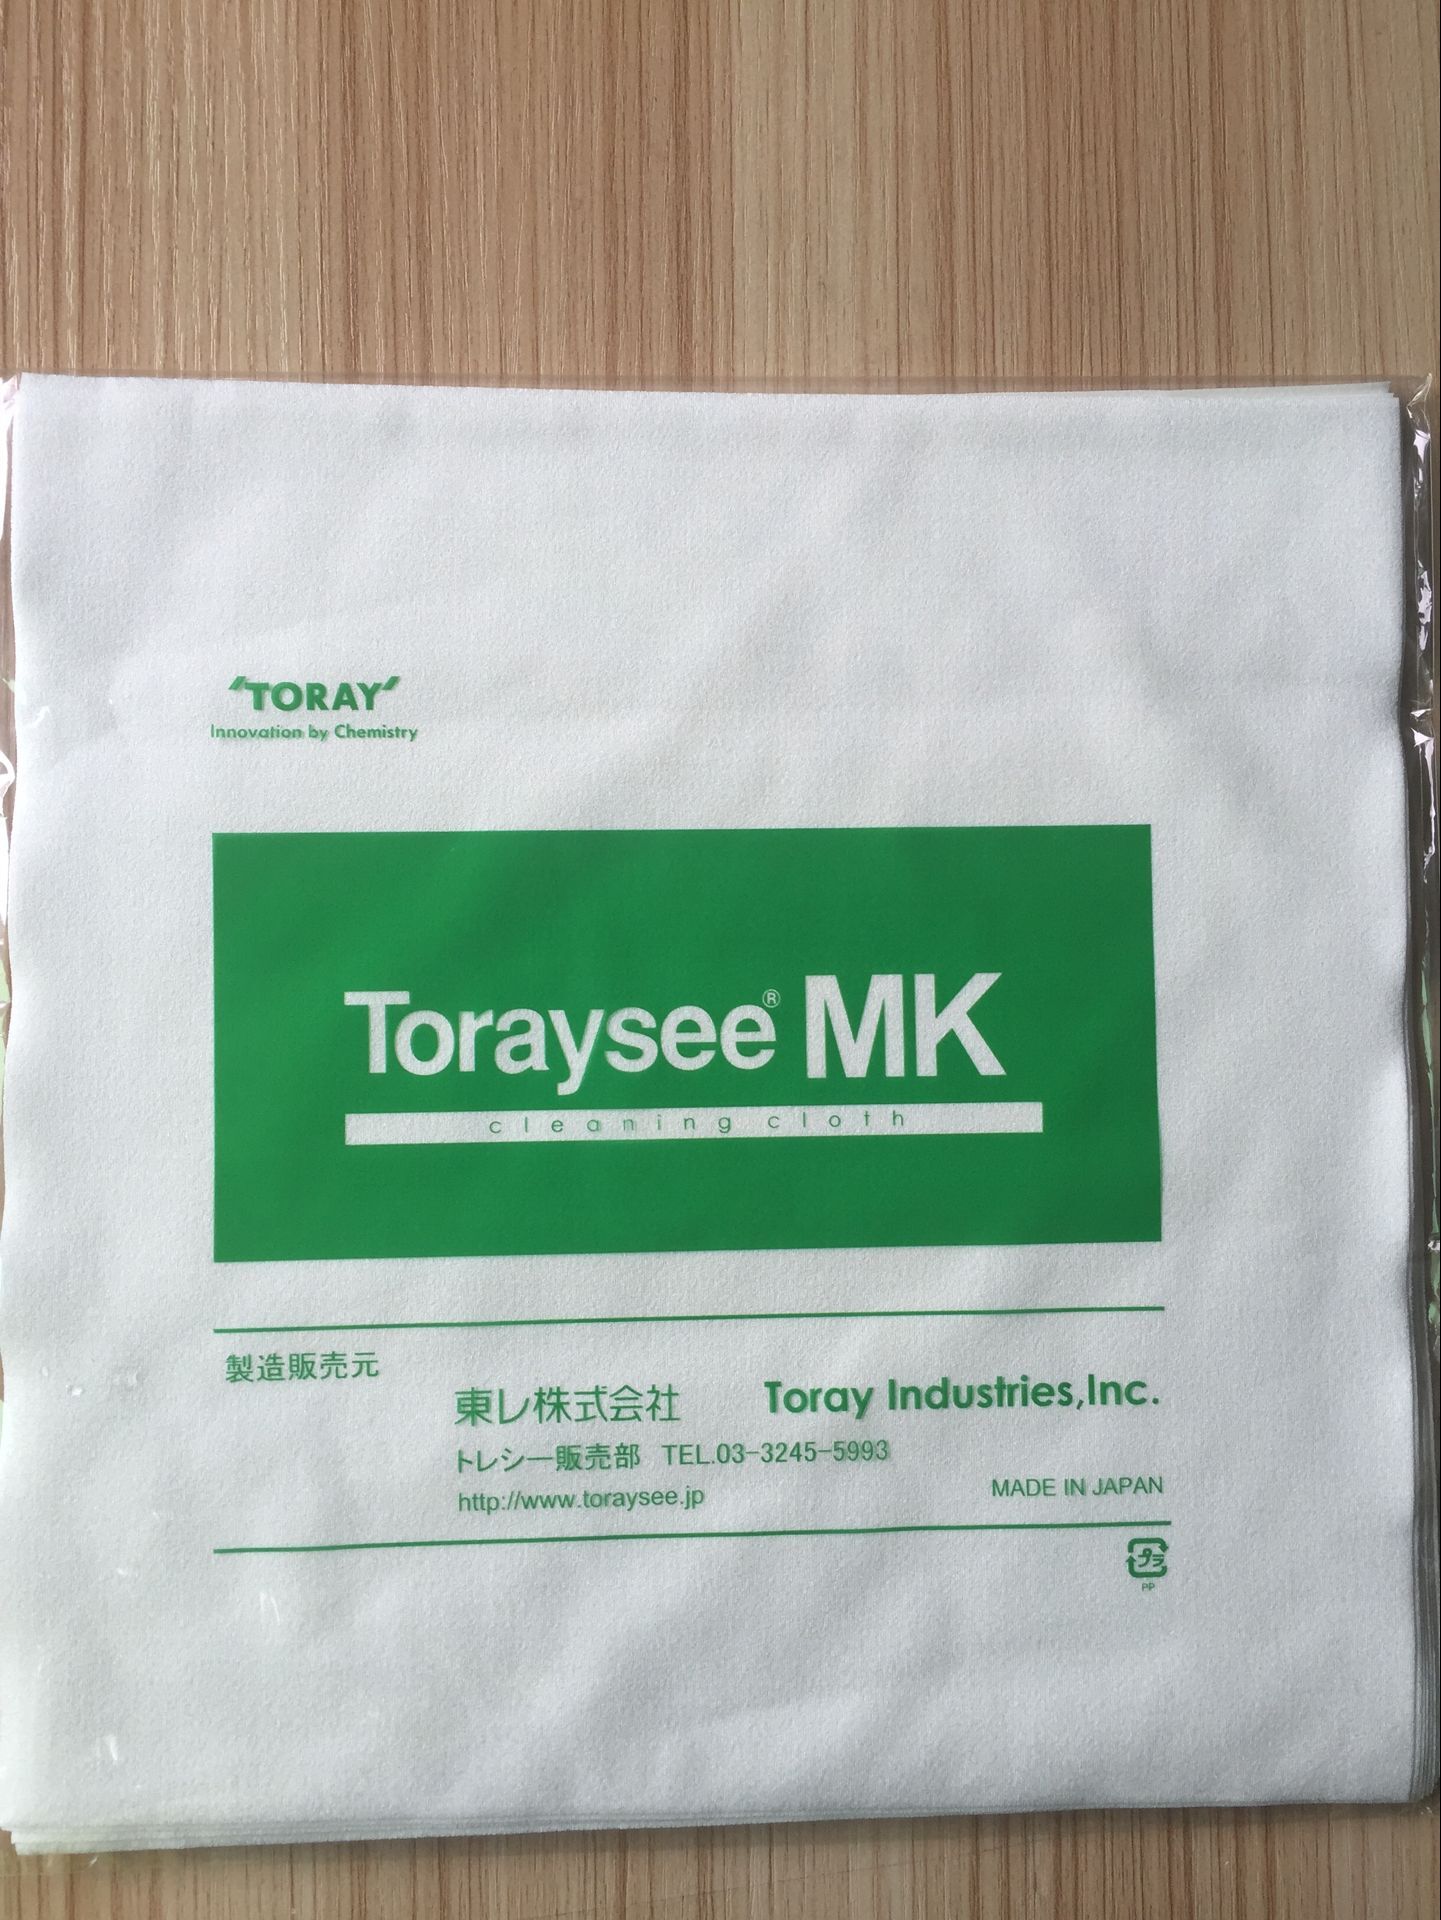 'TORAY'
Innovation by Chemistry
Toraysee® MK
cleaning cloth
製造販売元
東レ株式会社 Toray Industries,Inc.
トレシー販売部 TEL.03-3245-5993
http://www.toraysee.jp
MADE IN JAPAN
プラ
PP